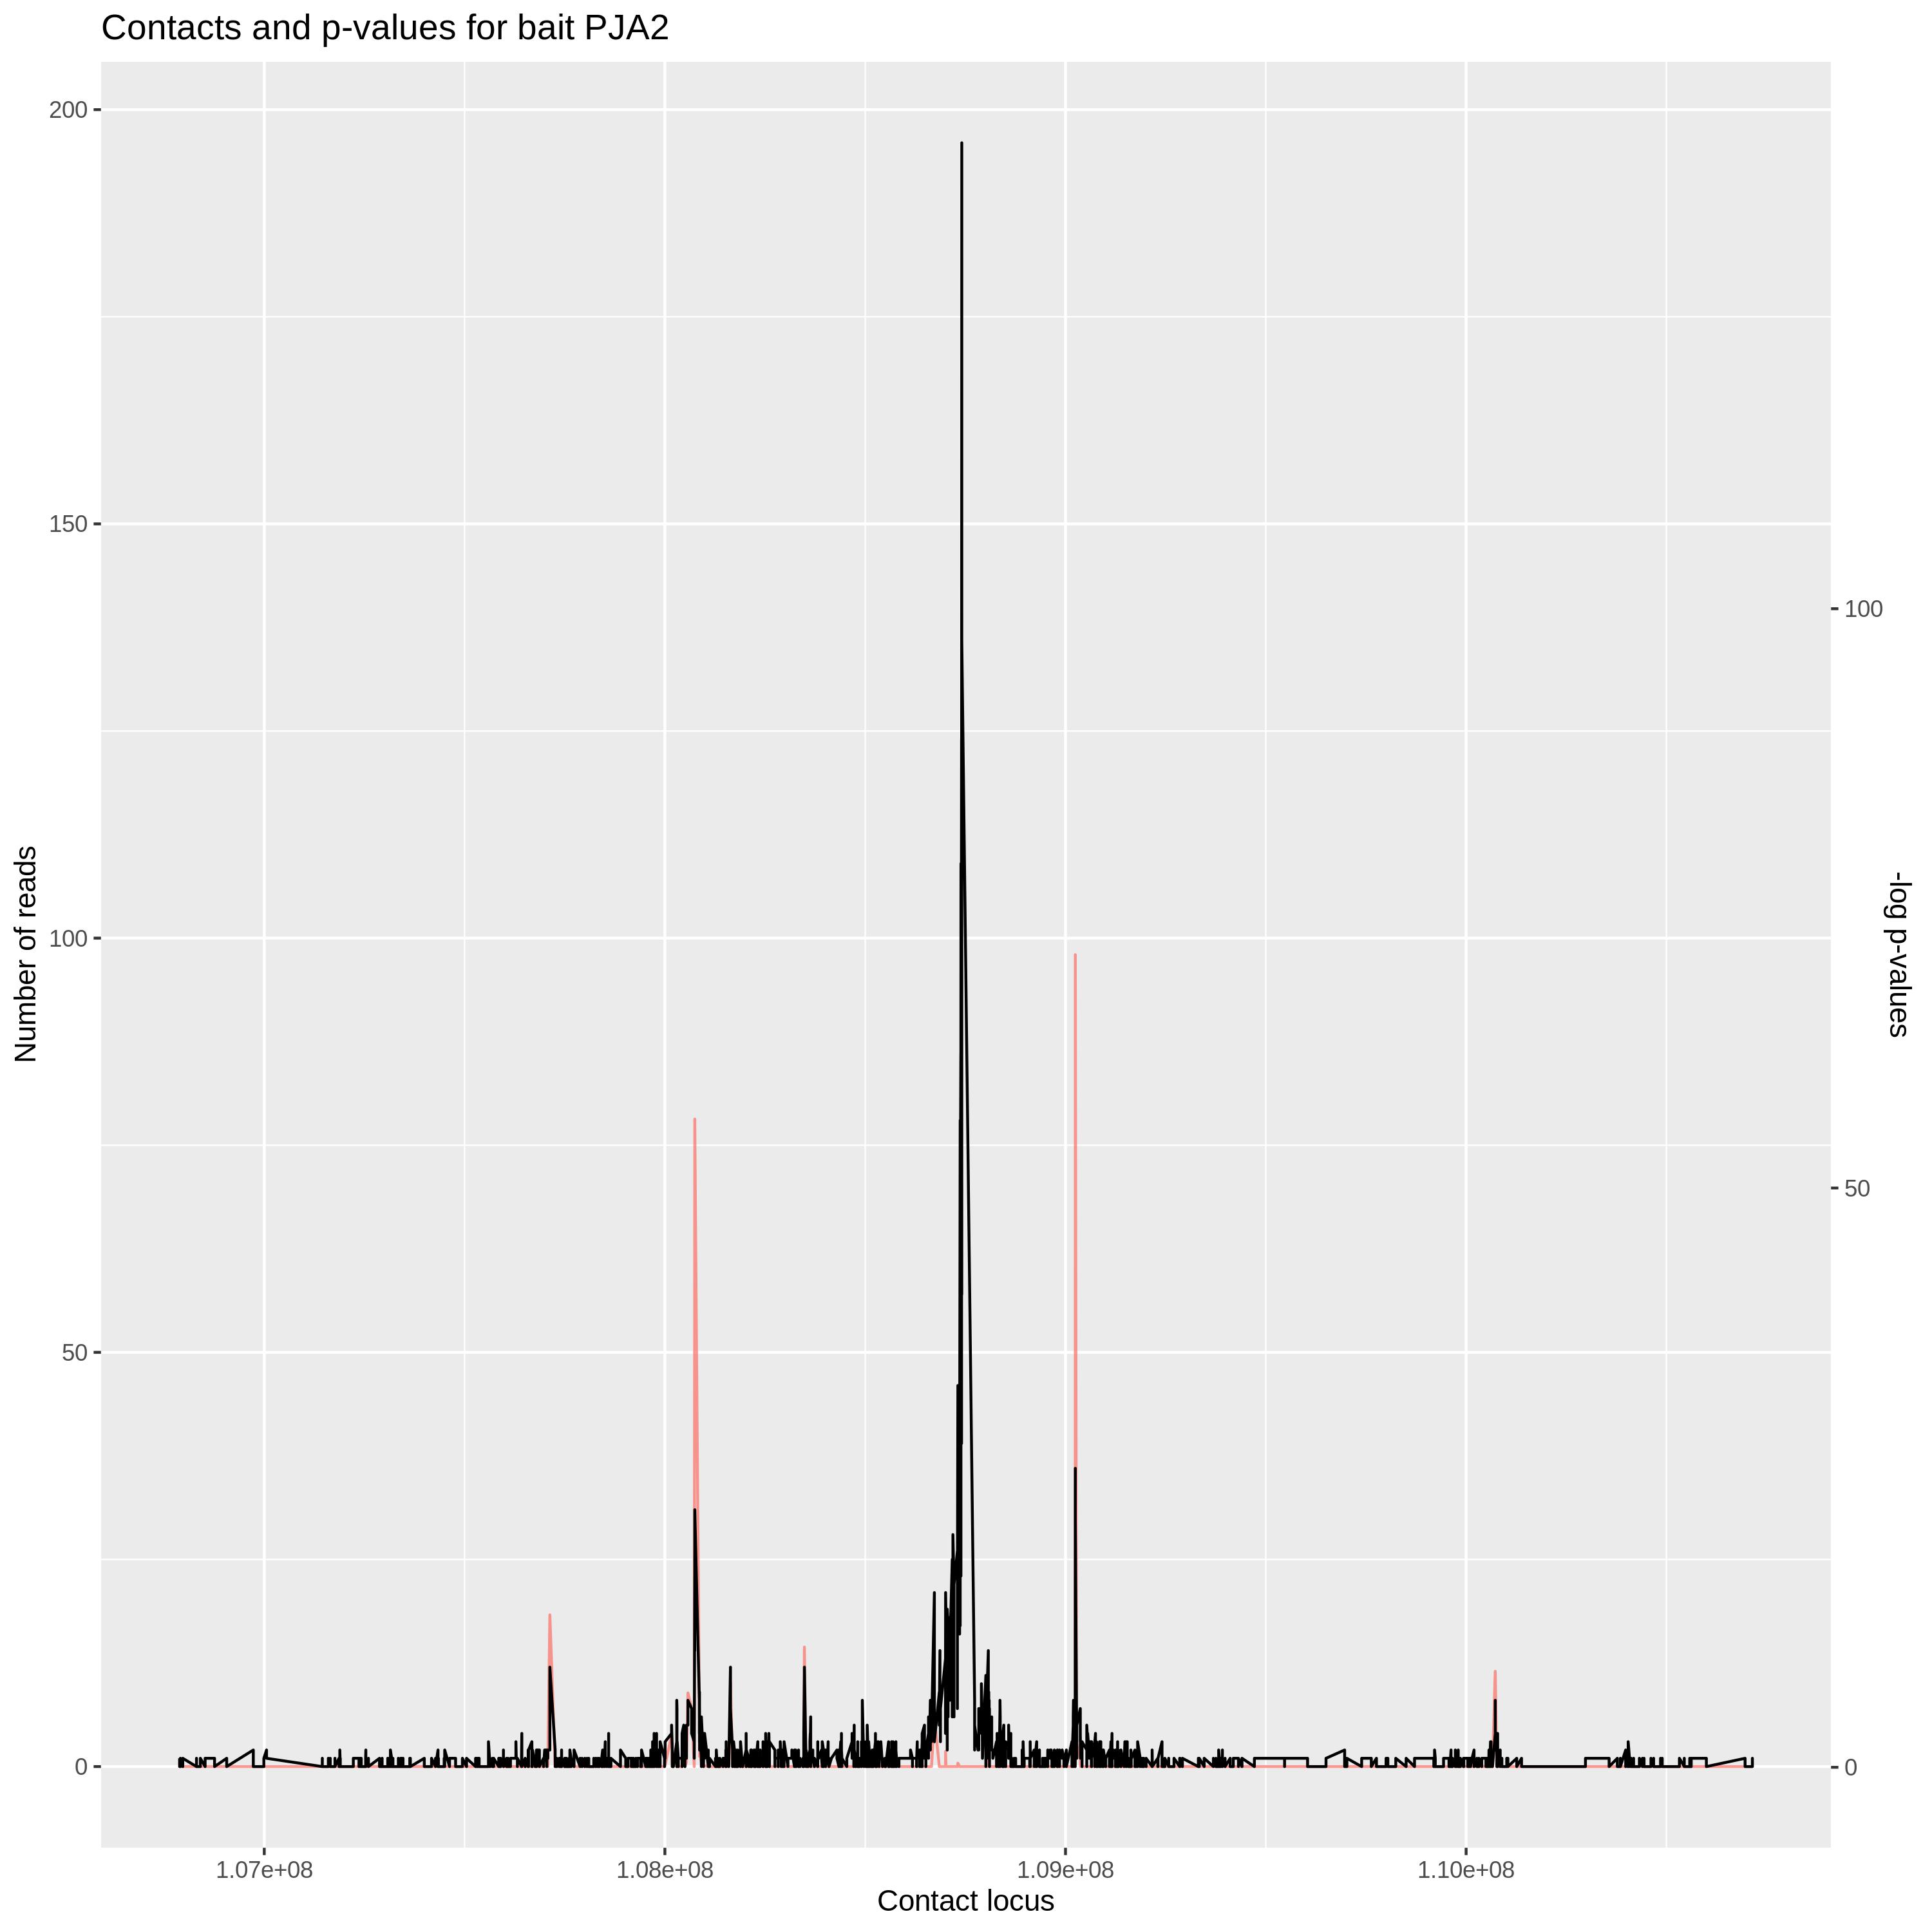 Contacts and p-values for bait PJA2
200
150
100
50
0
Number of reads
100
50
0
-log p-values
1.07e+08
1.08e+08
1.09e+08
1.10e+08
Contact locus